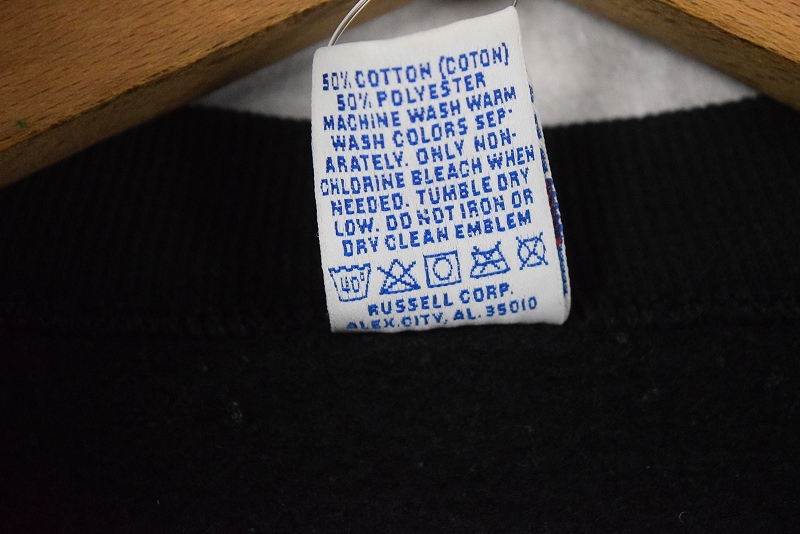 50% COTTON (COTON)
50% POLYESTER
MACHINE WASH WARM
WASH COLORS SEP-
ARATELY. ONLY NON-
CHLORINE BLEACH WHEN
NEEDED. TUMBLE DRY
LOW. DO NOT IRON OR
DRY CLEAN EMBLEM
40°
RUSSELL CORP.
ALEX.CITY, AL. 35010